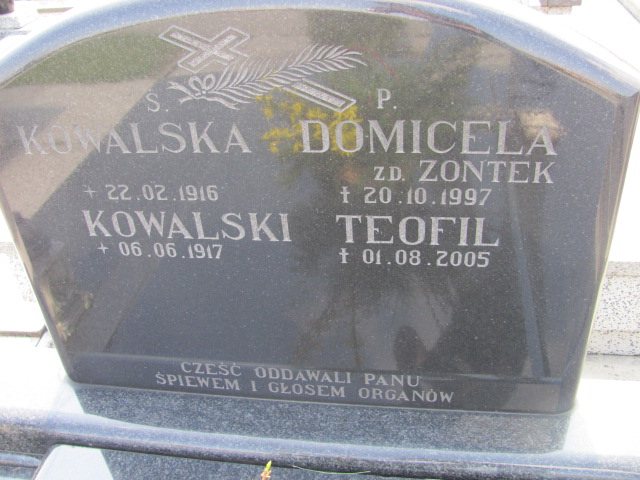 Ś. P.
KOWALSKA DOMICELA
ZD. ZONTEK
+ 22.02.1916 † 20.10.1997
KOWALSKI TEOFIL
+ 06.06.1917 † 01.08.2005
CZEŚĆ ODDAWALI PANU
ŚPIEWEM I GŁOSEM ORGANÓW